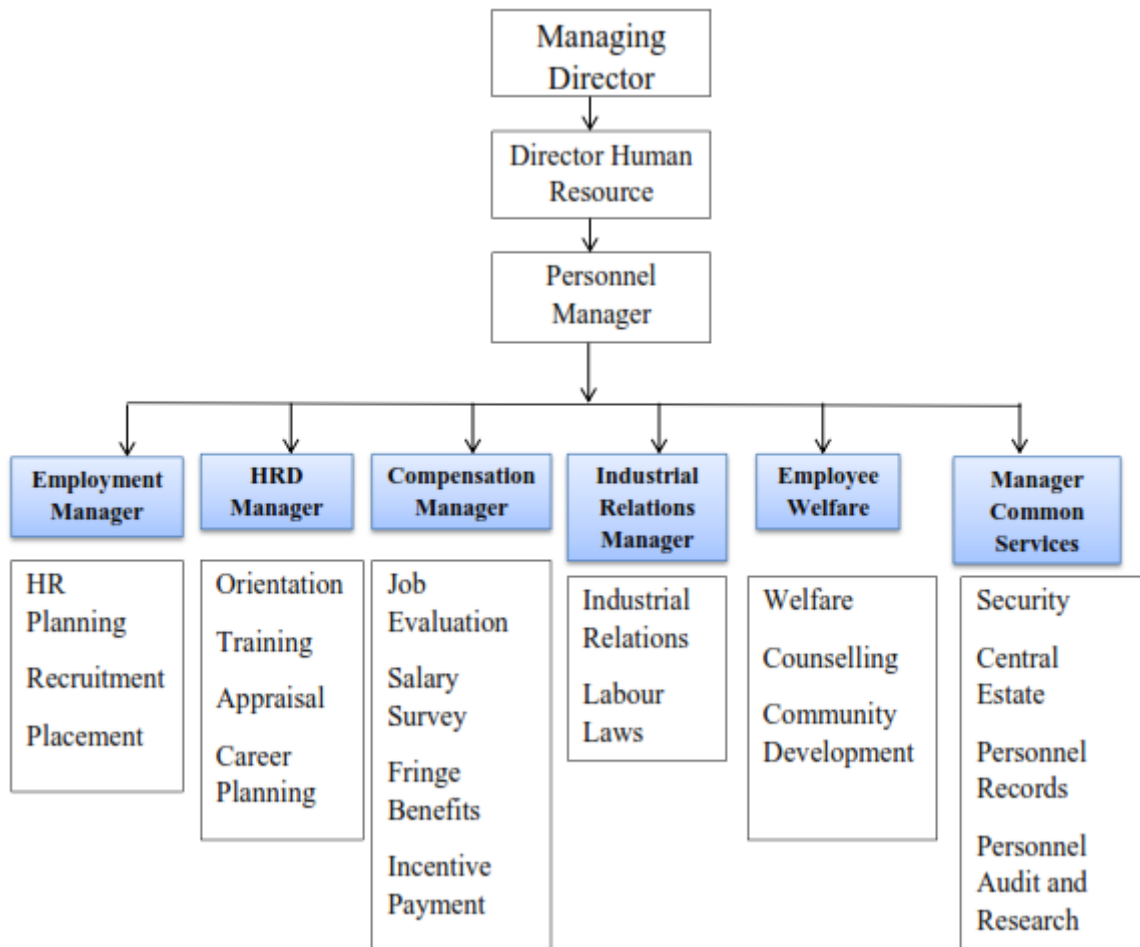 Managing
Director
Director Human
Resource
Personnel
Manager
Employment
Manager
HRD
Manager
Compensation
Manager
Industrial
Relations
Manager
Employee
Welfare
Manager
Common
Services
HR
Planning
Recruitment
Placement
Orientation
Training
Appraisal
Career
Planning
Job
Evaluation
Salary
Survey
Fringe
Benefits
Incentive
Payment
Industrial
Relations
Labour
Laws
Welfare
Counselling
Community
Development
Security
Central
Estate
Personnel
Records
Personnel
Audit and
Research